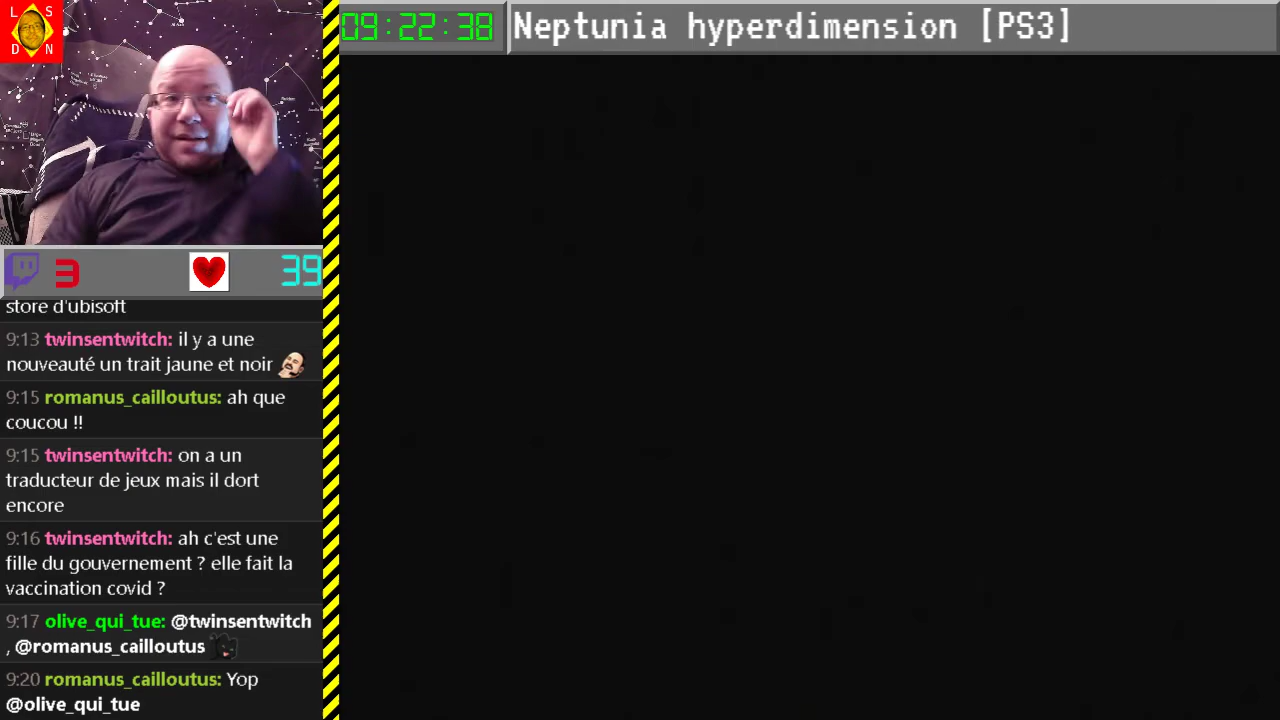 L S
D N
09:22:38
Neptunia hyperdimension [PS3]
3
39
store d'ubisoft
9:13 twinsentwitch: il y a une
nouveauté un trait jaune et noir
9:15 romanus_cailloutus: ah que
coucou !!
9:15 twinsentwitch: on a un
traducteur de jeux mais il dort
encore
9:16 twinsentwitch: ah c'est une
fille du gouvernement ? elle fait la
vaccination covid ?
9:17 olive_qui_tue: @twinsentwitch
, @romanus_cailloutus
9:20 romanus_cailloutus: Yop
@olive_qui_tue